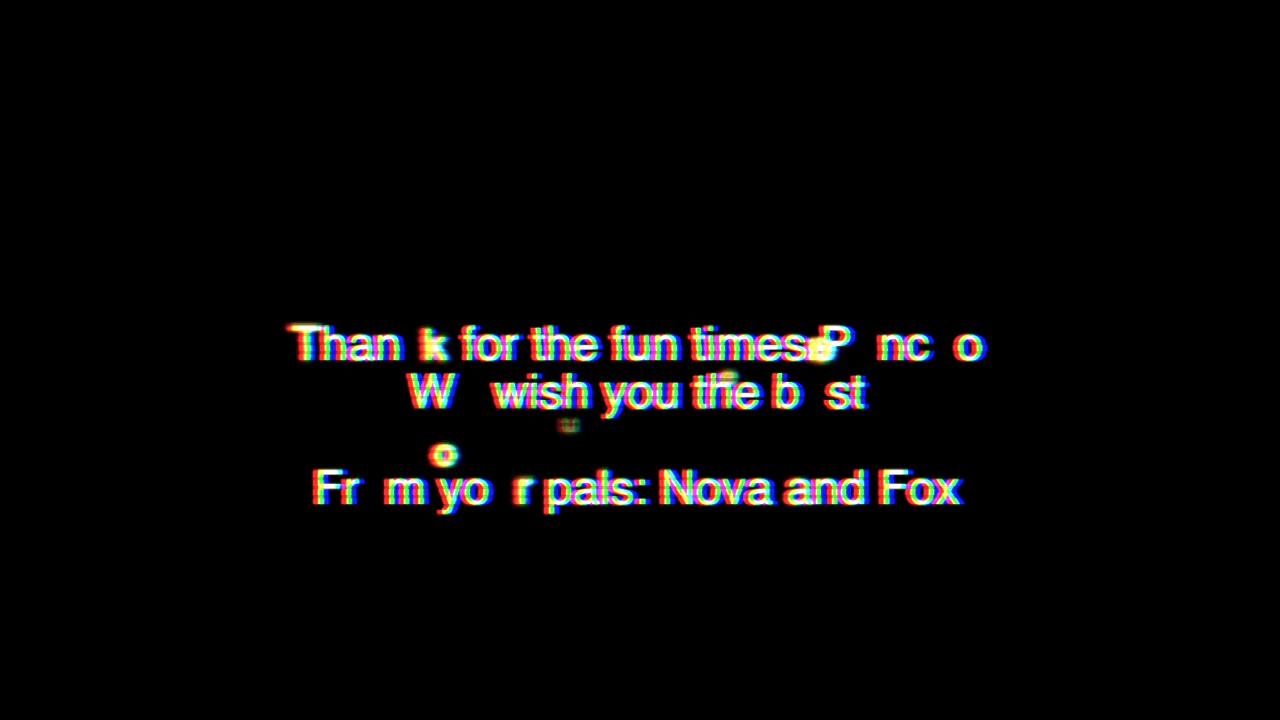 Than k for the fun times P nc o
W wish you the b st
Fr m yo r pals: Nova and Fox